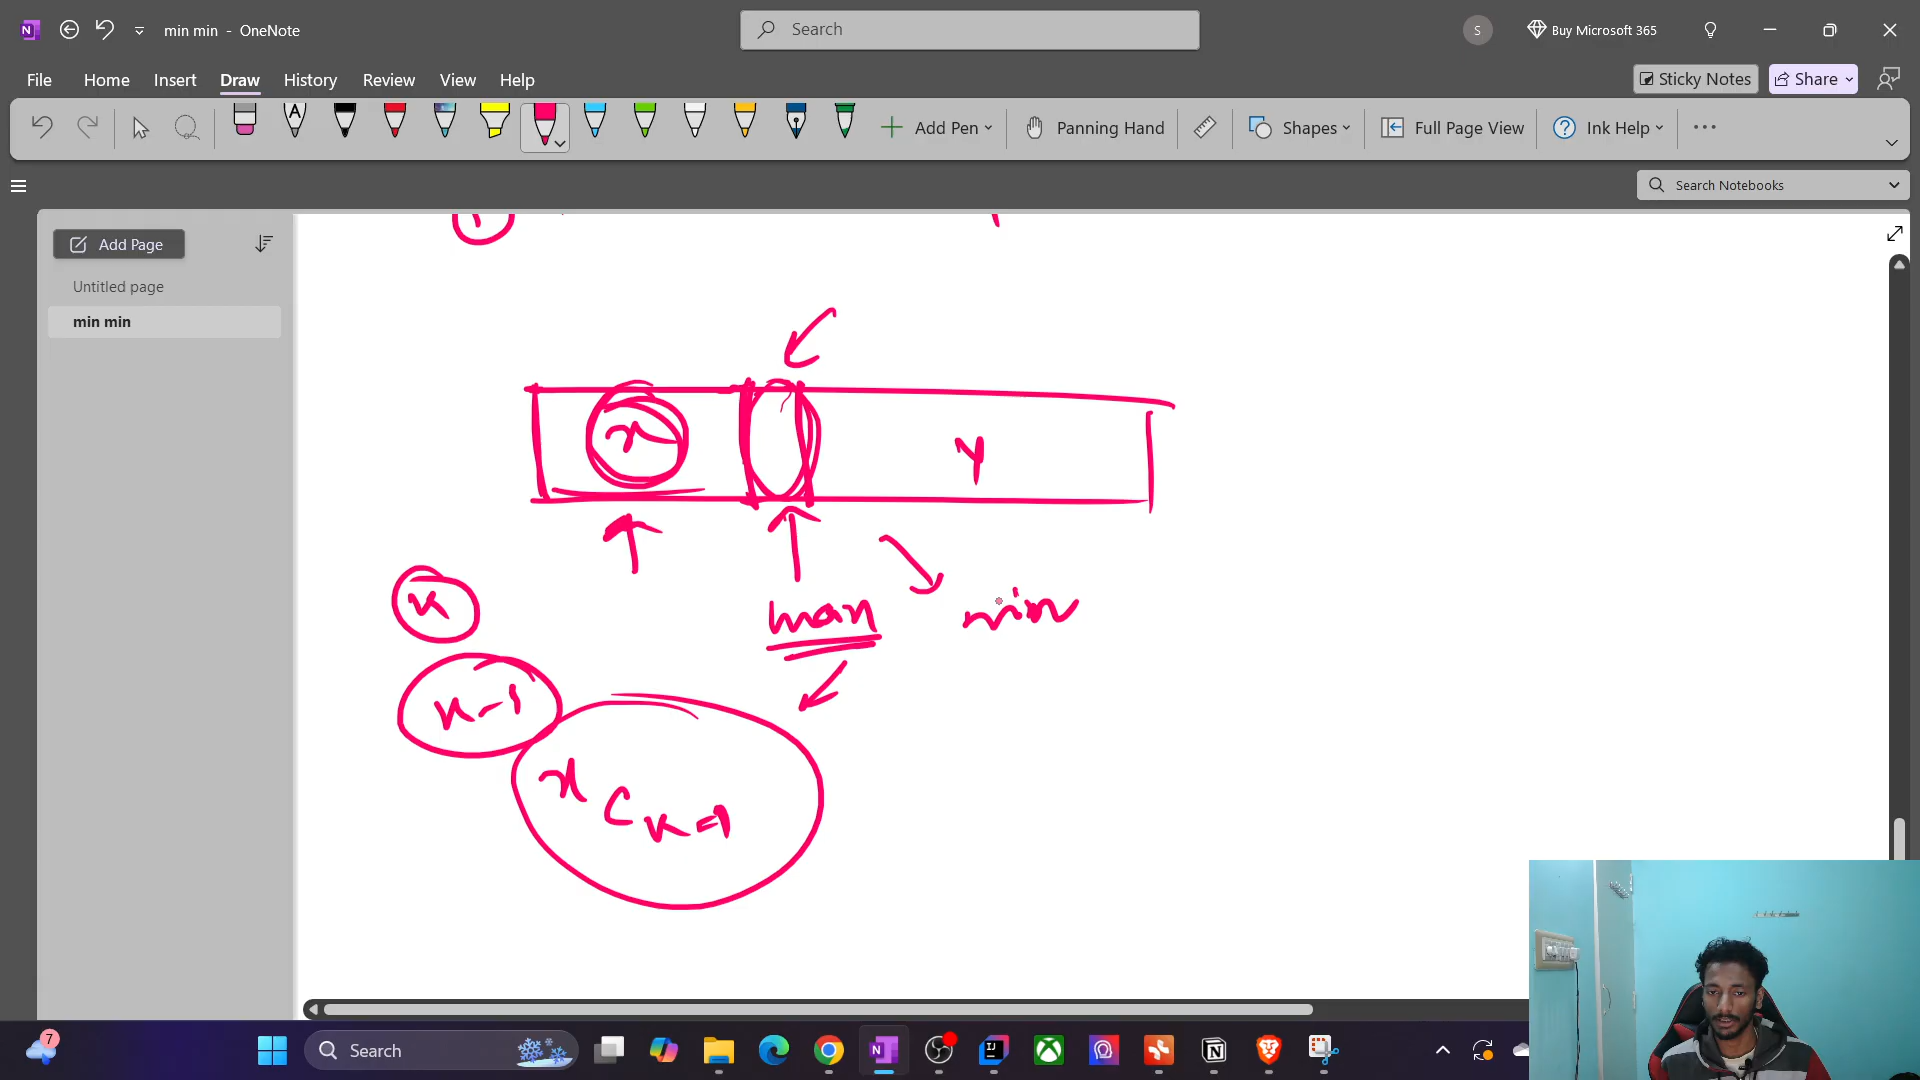 min min - OneNote
Search
S
Buy Microsoft 365
File Home Insert Draw History Review View Help
Sticky Notes
Share
Add Pen
Panning Hand
Shapes
Full Page View
Ink Help
Search Notebooks
Add Page
Untitled page
min min
1
x
y
k
max
min
k-1
x C k-1
7
Search